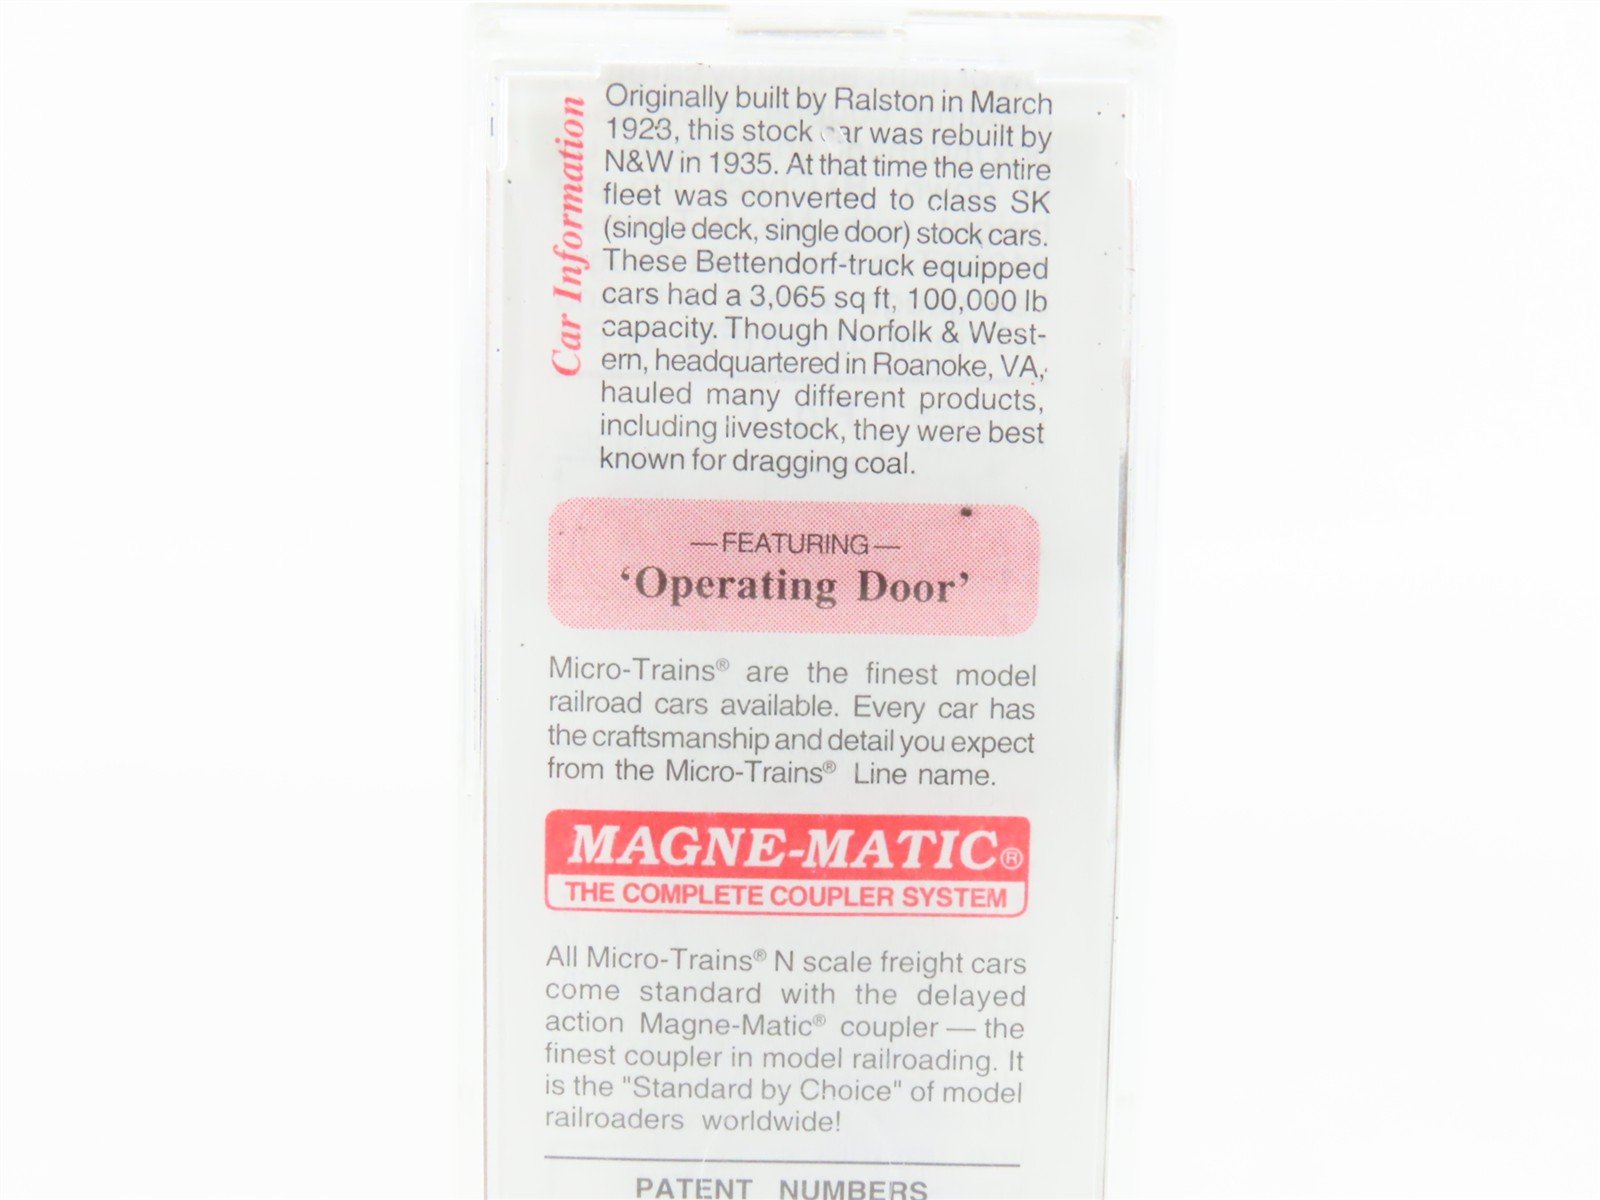 Car Information
Originally built by Ralston in March
1923, this stock car was rebuilt by
N&W in 1935. At that time the entire
fleet was converted to class SK
(single deck, single door) stock cars.
These Bettendorf-truck equipped
cars had a 3,065 sq ft, 100,000 lb
capacity. Though Norfolk & West-
ern, headquartered in Roanoke, VA,
hauled many different products,
including livestock, they were best
known for dragging coal.
—FEATURING—
‘Operating Door’
Micro-Trains® are the finest model
railroad cars available. Every car has
the craftsmanship and detail you expect
from the Micro-Trains® Line name.
MAGNE-MATIC®
THE COMPLETE COUPLER SYSTEM
All Micro-Trains® N scale freight cars
come standard with the delayed
action Magne-Matic® coupler — the
finest coupler in model railroading. It
is the "Standard by Choice" of model
railroaders worldwide!
PATENT NUMBERS